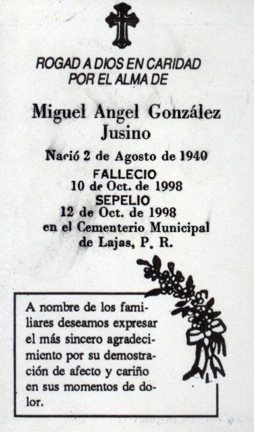 ROGAD A DIOS EN CARIDAD
POR EL ALMA DE
Miguel Angel González
Jusino
Nació 2 de Agosto de 1940
FALLECIO
10 de Oct. de 1998
SEPELIO
12 de Oct. de 1998
en el Cementerio Municipal
de Lajas, P. R.
A nombre de los fami-
liares deseamos expresar
el más sincero agradeci-
miento por su demostra-
ción de afecto y cariño
en sus momentos de do-
lor.